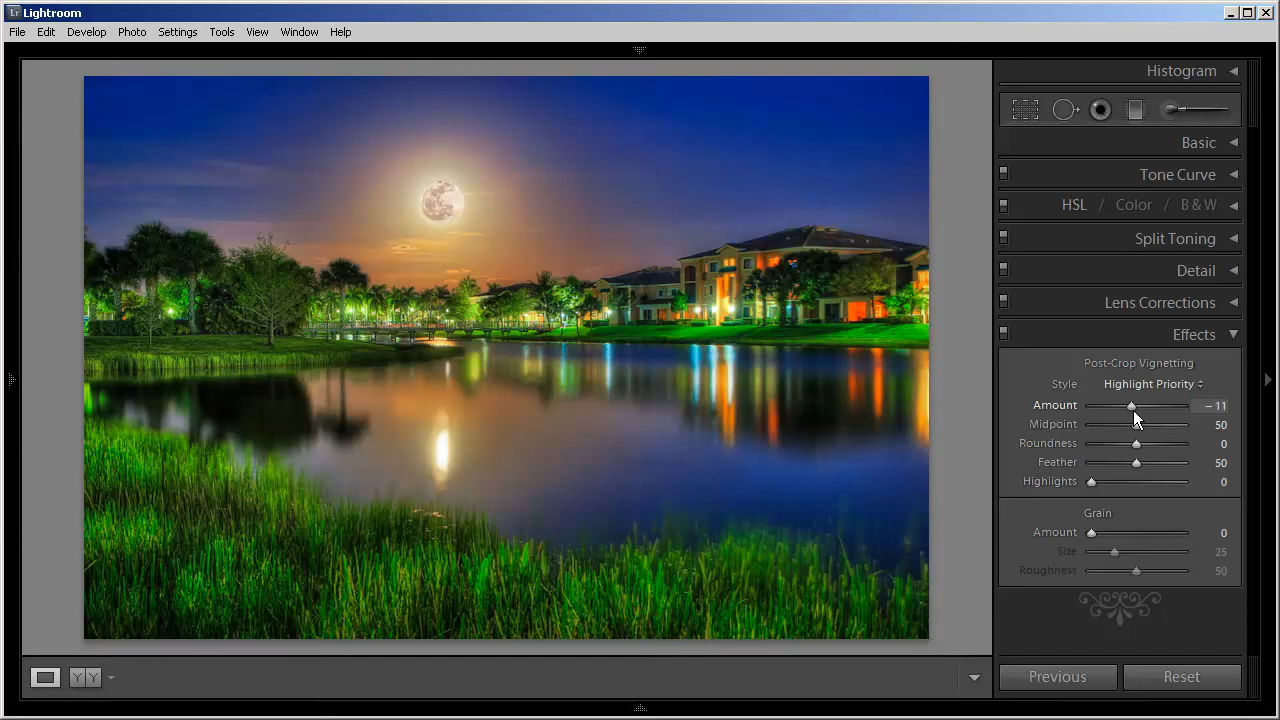 Lr Lightroom
File Edit Develop Photo Settings Tools View Window Help
Histogram
Basic
Tone Curve
HSL / Color / B & W
Split Toning
Detail
Lens Corrections
Effects
Post-Crop Vignetting
Style Highlight Priority
Amount – 11
Midpoint 50
Roundness 0
Feather 50
Highlights 0
Grain
Amount 0
Size 25
Roughness 50
Y Y
Previous Reset